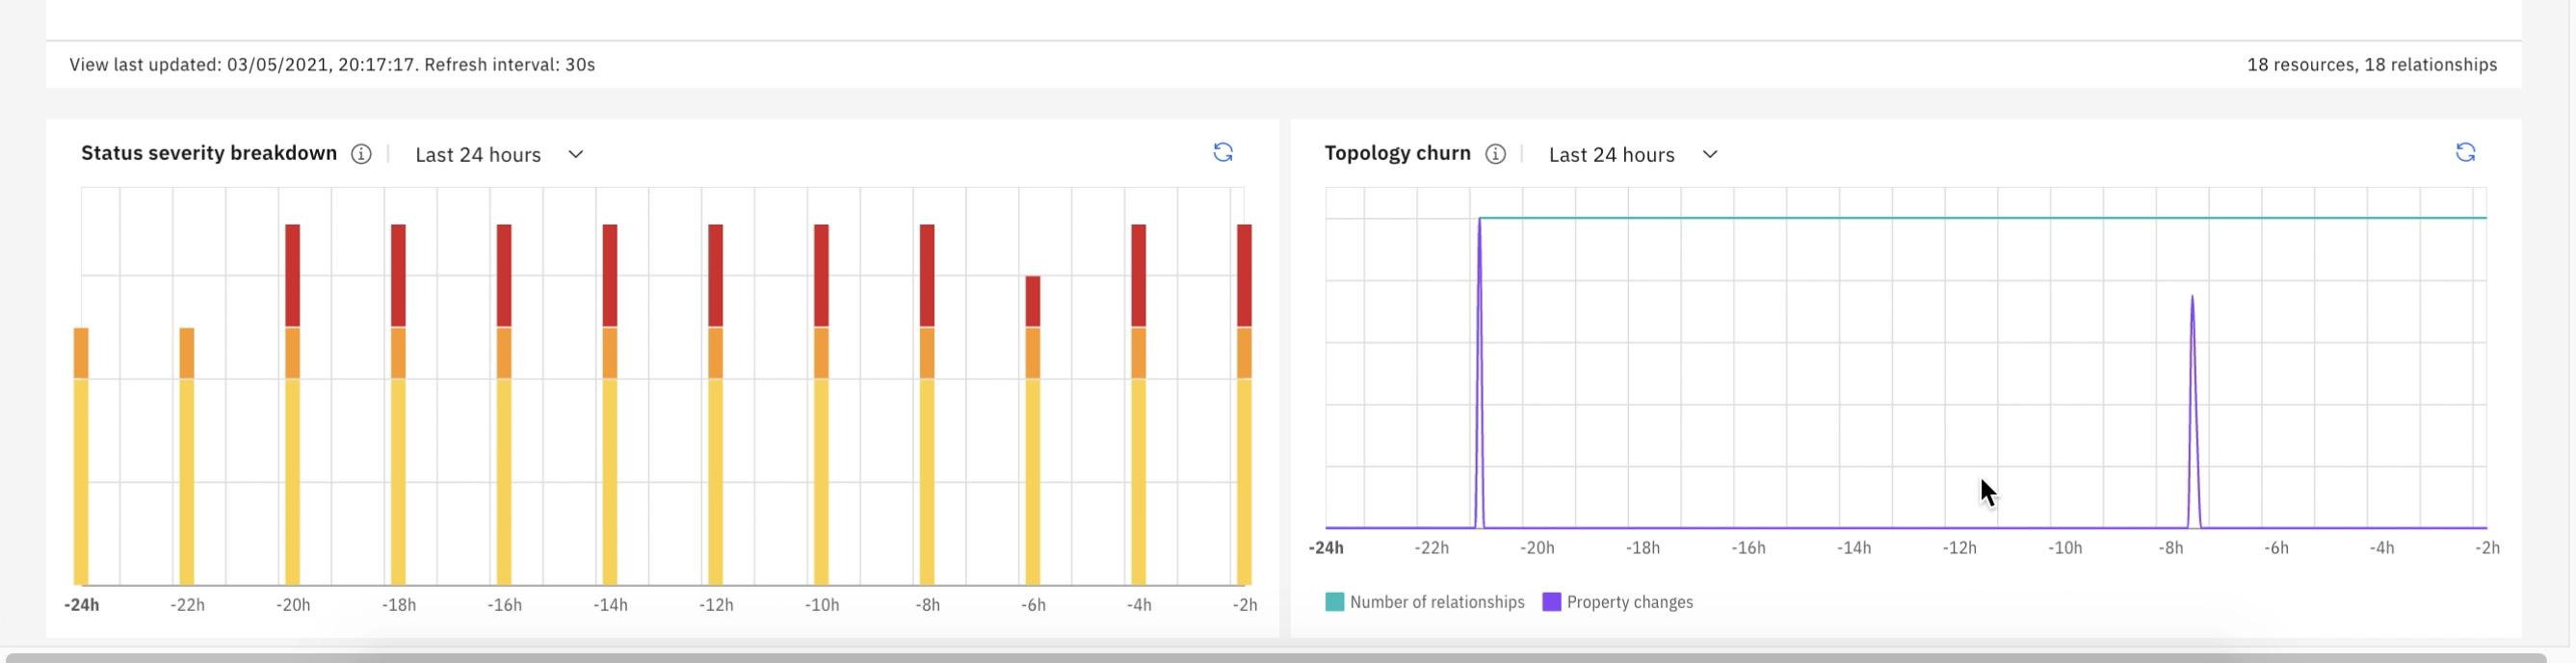 View last updated: 03/05/2021, 20:17:17. Refresh interval: 30s
18 resources, 18 relationships
Status severity breakdown
Last 24 hours
-24h -22h -20h -18h -16h -14h -12h -10h -8h -6h -4h -2h
Topology churn
Last 24 hours
-24h -22h -20h -18h -16h -14h -12h -10h -8h -6h -4h -2h
Number of relationships Property changes